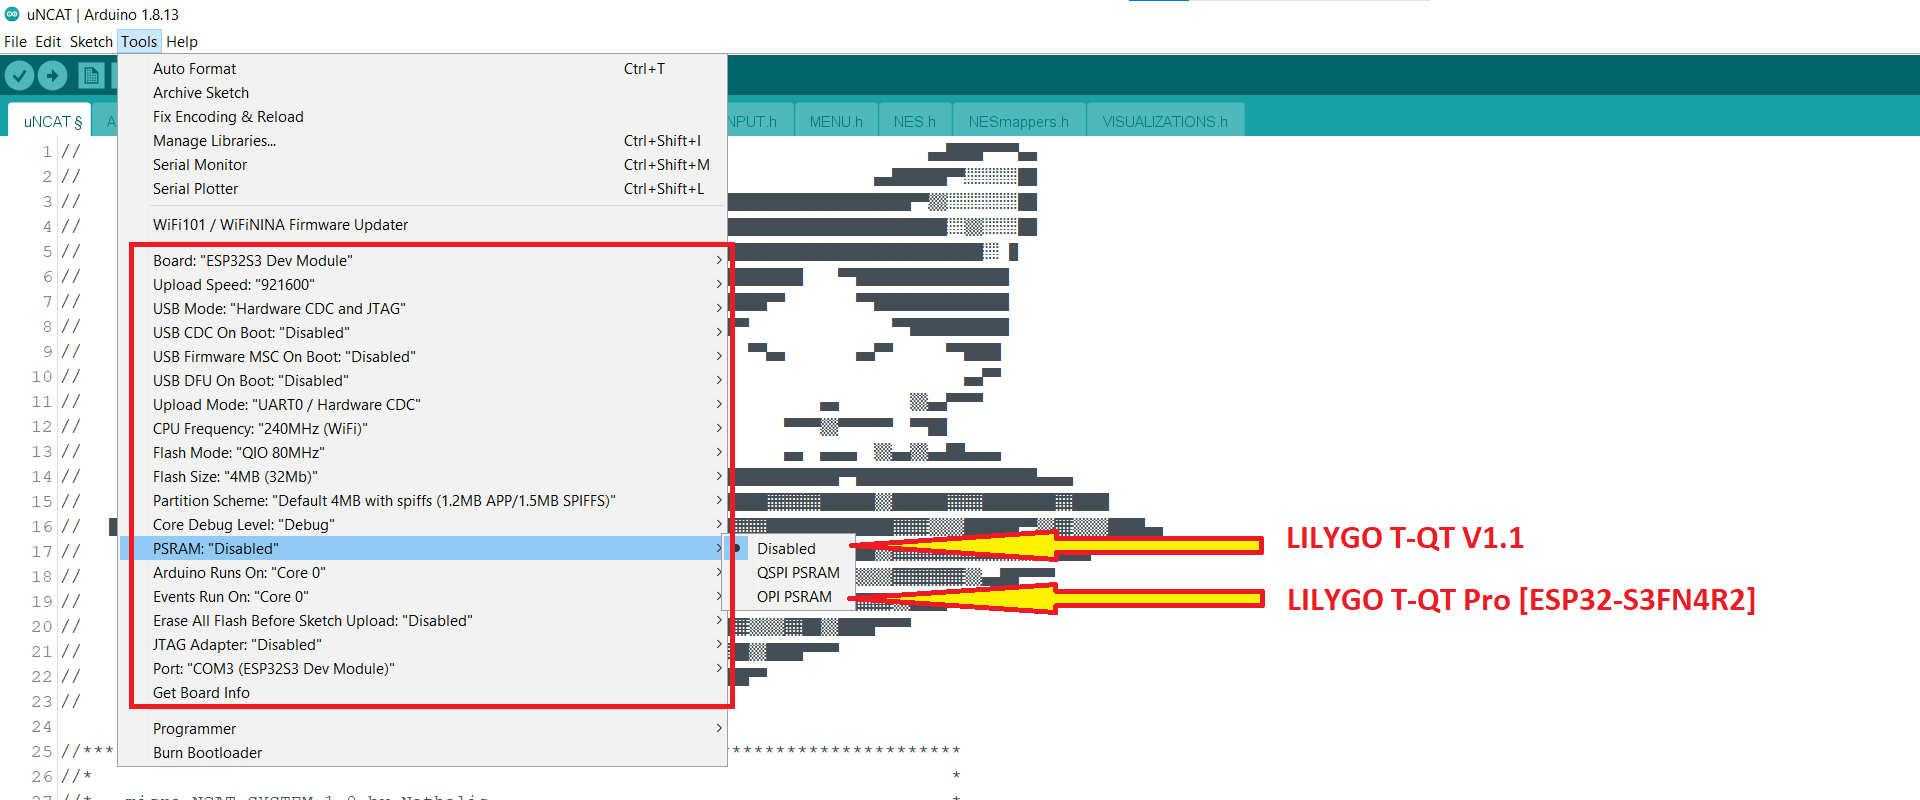 uNCAT | Arduino 1.8.13
File Edit Sketch Tools Help
uNCAT § A NPUT.h MENU.h NES.h NESmappers.h VISUALIZATIONS.h
Auto Format Ctrl+T
Archive Sketch
Fix Encoding & Reload
Manage Libraries... Ctrl+Shift+I
Serial Monitor Ctrl+Shift+M
Serial Plotter Ctrl+Shift+L
WiFi101 / WiFiNINA Firmware Updater
Board: "ESP32S3 Dev Module"
Upload Speed: "921600"
USB Mode: "Hardware CDC and JTAG"
USB CDC On Boot: "Disabled"
USB Firmware MSC On Boot: "Disabled"
USB DFU On Boot: "Disabled"
Upload Mode: "UART0 / Hardware CDC"
CPU Frequency: "240MHz (WiFi)"
Flash Mode: "QIO 80MHz"
Flash Size: "4MB (32Mb)"
Partition Scheme: "Default 4MB with spiffs (1.2MB APP/1.5MB SPIFFS)"
Core Debug Level: "Debug"
PSRAM: "Disabled"
Arduino Runs On: "Core 0"
Events Run On: "Core 0"
Erase All Flash Before Sketch Upload: "Disabled"
JTAG Adapter: "Disabled"
Port: "COM3 (ESP32S3 Dev Module)"
Get Board Info
Programmer
Burn Bootloader
Disabled
QSPI PSRAM
OPI PSRAM
LILYGO T-QT V1.1
LILYGO T-QT Pro [ESP32-S3FN4R2]
1 //
2 //
3 //
4 //
5 //
6 //
7 //
8 //
9 //
10 //
11 //
12 //
13 //
14 //
15 //
16 //
17 //
18 //
19 //
20 //
21 //
22 //
23 //
24
25 //**** *********************
26 //* *